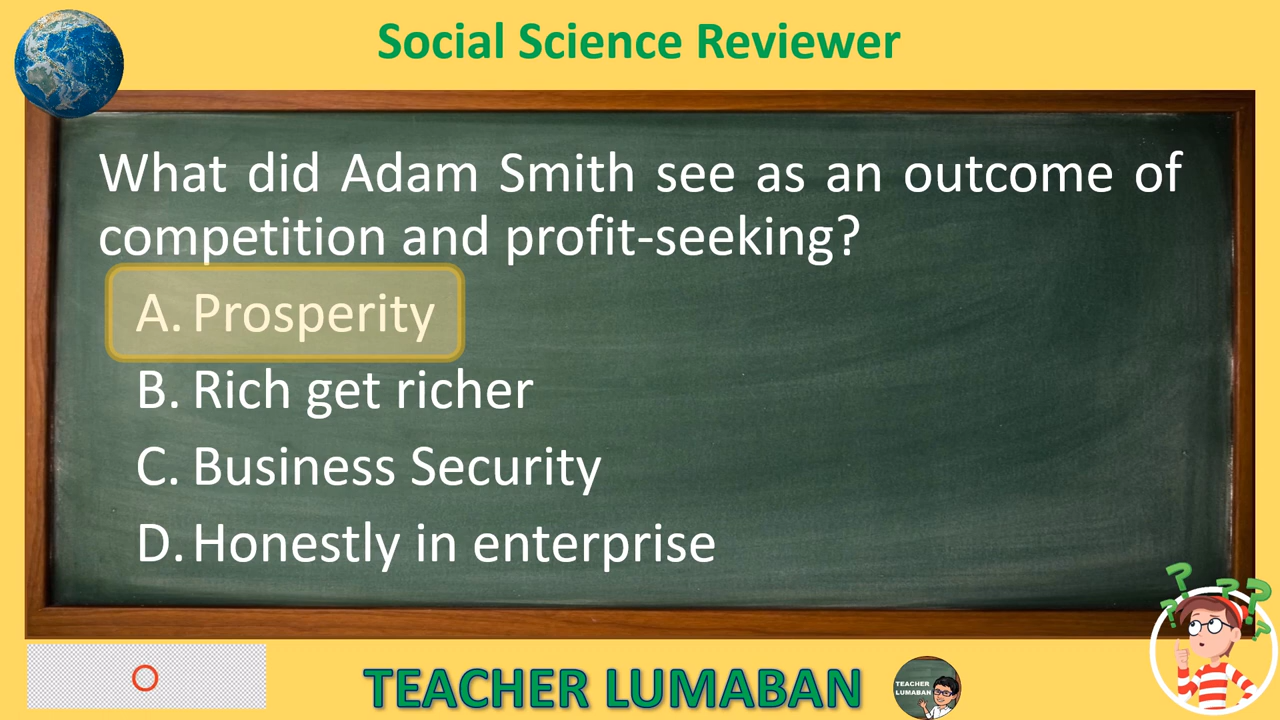 Social Science Reviewer
What did Adam Smith see as an outcome of
competition and profit-seeking?
A. Prosperity
B. Rich get richer
C. Business Security
D. Honestly in enterprise
TEACHER LUMABAN
TEACHER
LUMABAN